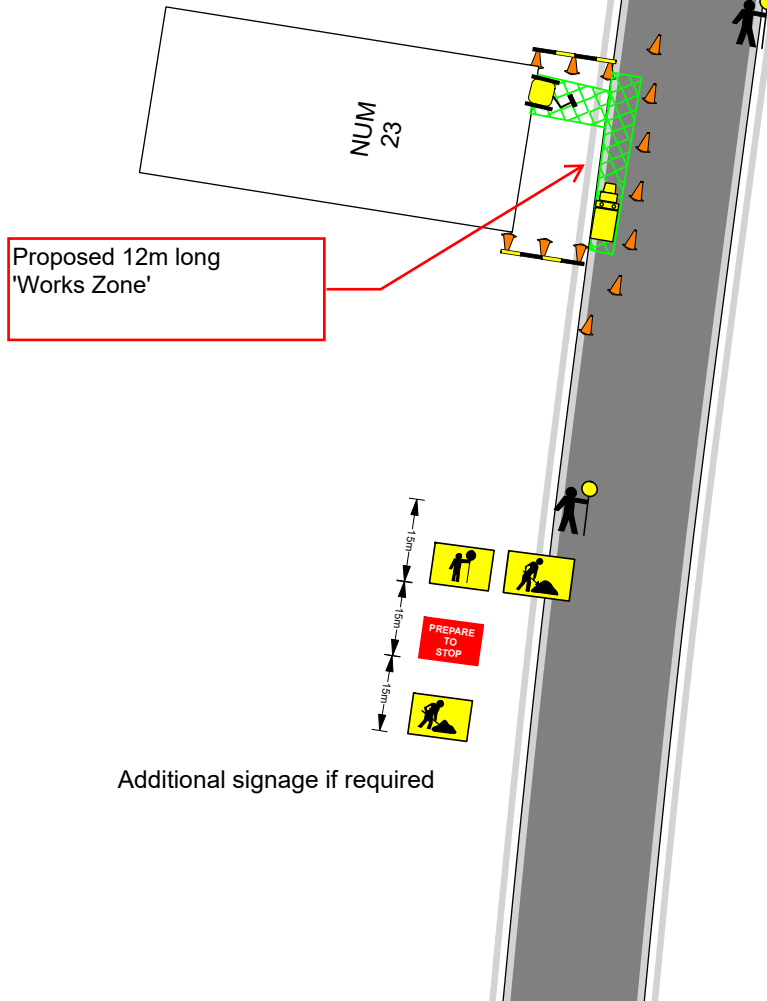 NUM
23
Proposed 12m long
'Works Zone'
15m
15m
PREPARE
TO
STOP
15m
Additional signage if required